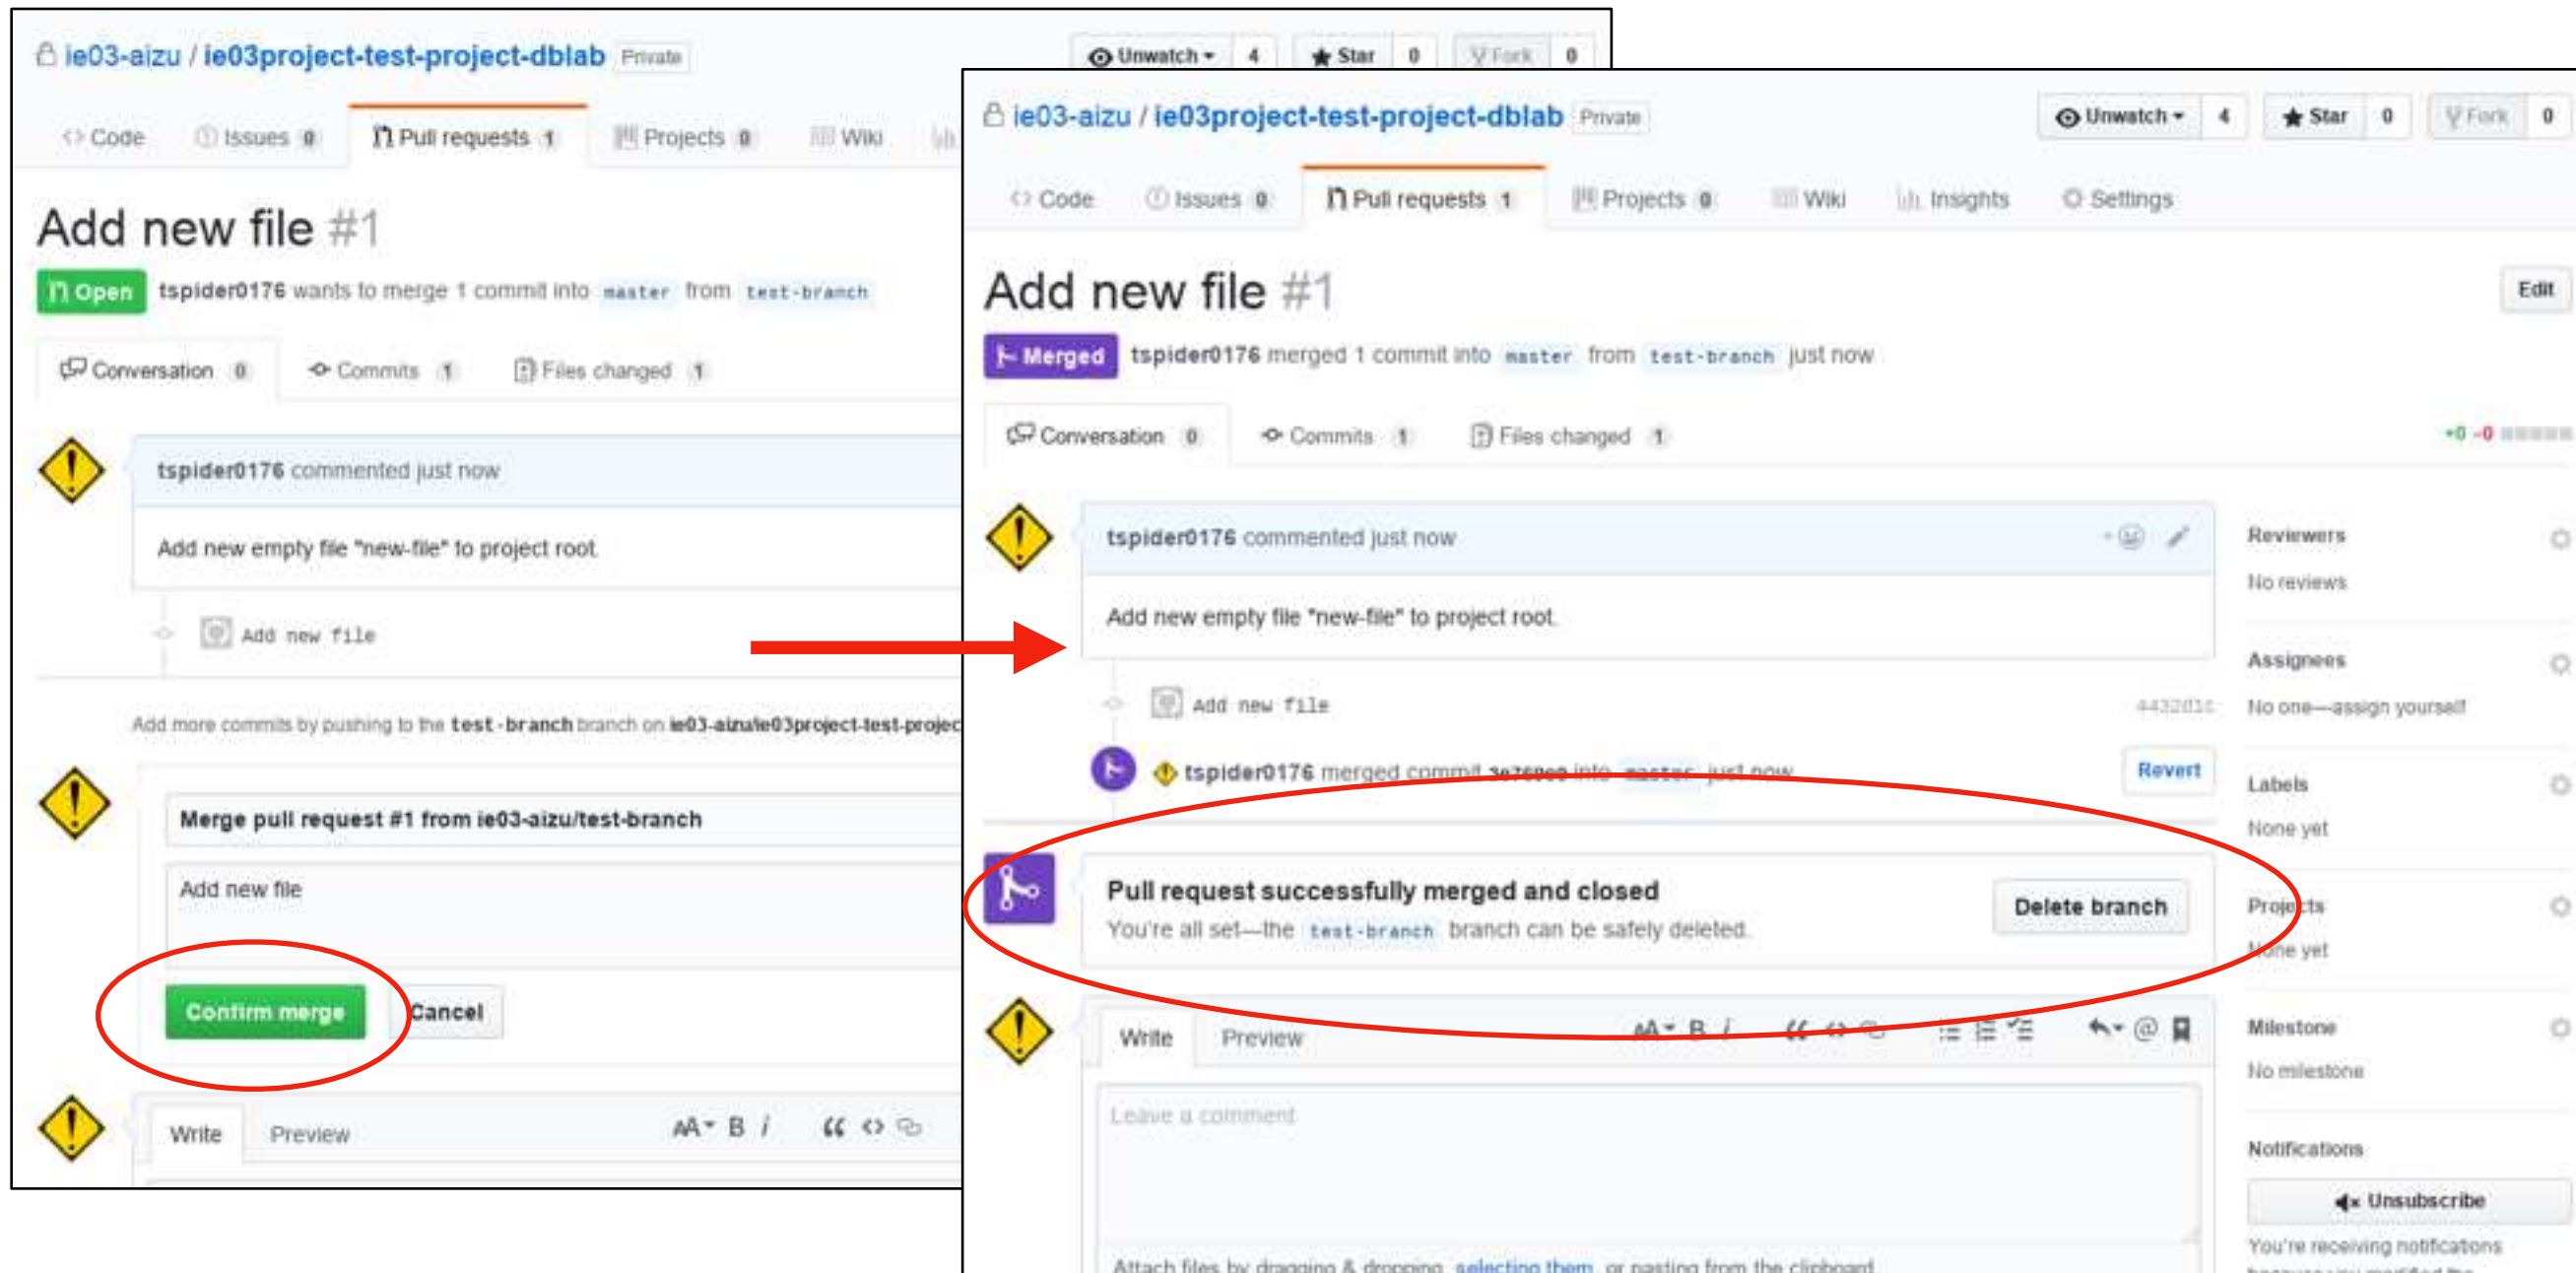 ie03-aizu / ie03project-test-project-dblab Private
Unwatch 4 Star 0 Fork 0
Code Issues 0 Pull requests 1 Projects 0 Wiki
Add new file #1
Open tspider0176 wants to merge 1 commit into master from test-branch
Conversation 0 Commits 1 Files changed 1
tspider0176 commented just now
Add new empty file "new-file" to project root.
Add new file
Add more commits by pushing to the test-branch branch on ie03-aizu/ie03project-test-projec
Merge pull request #1 from ie03-aizu/test-branch
Add new file
Confirm merge Cancel
Write Preview AA B i
ie03-aizu / ie03project-test-project-dblab Private
Unwatch 4 Star 0 Fork 0
Code Issues 0 Pull requests 1 Projects 0 Wiki Insights Settings
Add new file #1 Edit
Merged tspider0176 merged 1 commit into master from test-branch just now
Conversation 0 Commits 1 Files changed 1 +0 −0
tspider0176 commented just now
Add new empty file "new-file" to project root.
Add new file
tspider0176 merged commit into master just now Revert
Pull request successfully merged and closed
You're all set—the test-branch branch can be safely deleted.
Delete branch
Write Preview AA B i @
Leave a comment
Attach files by dragging & dropping, selecting them, or pasting from the clipboard.
Reviewers
No reviews
Assignees
No one—assign yourself
Labels
None yet
Projects
None yet
Milestone
No milestone
Notifications
Unsubscribe
You're receiving notifications
because you modified the